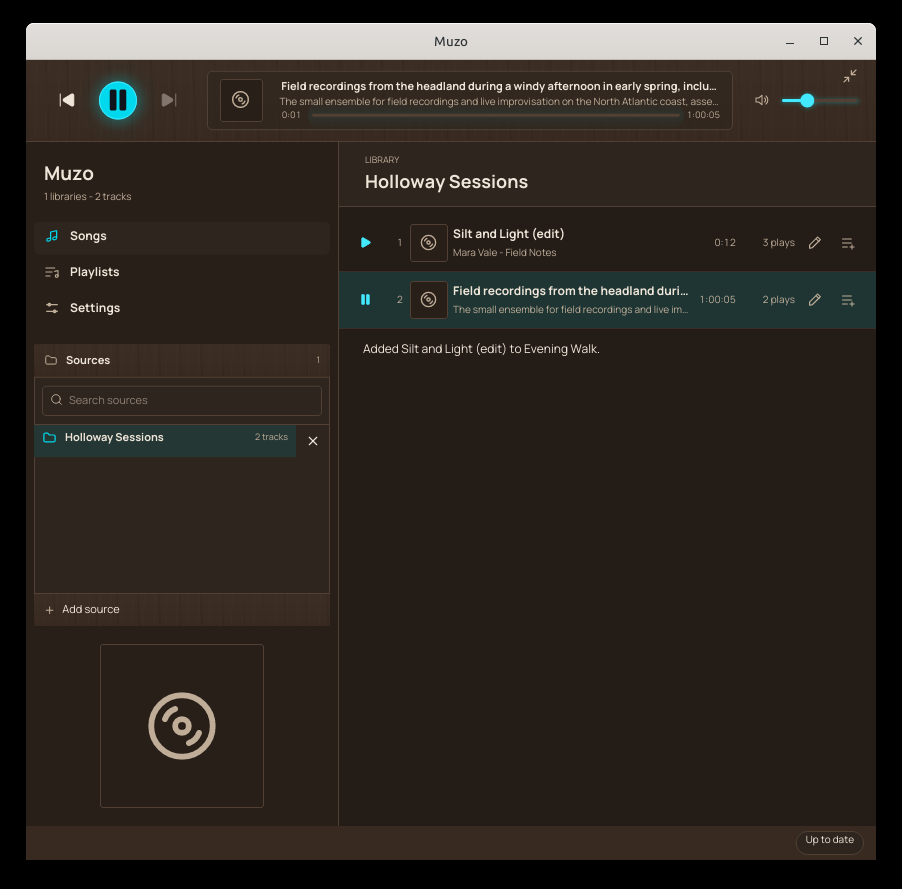 Muzo
Field recordings from the headland during a windy afternoon in early spring, inclu...
The small ensemble for field recordings and live improvisation on the North Atlantic coast, asse...
0:01 1:00:05
Muzo
1 libraries - 2 tracks
Songs
Playlists
Settings
Sources 1
Search sources
Holloway Sessions 2 tracks
Add source
LIBRARY
Holloway Sessions
1 Silt and Light (edit) 0:12 3 plays
Mara Vale - Field Notes
2 Field recordings from the headland duri... 1:00:05 2 plays
The small ensemble for field recordings and live im...
Added Silt and Light (edit) to Evening Walk.
Up to date